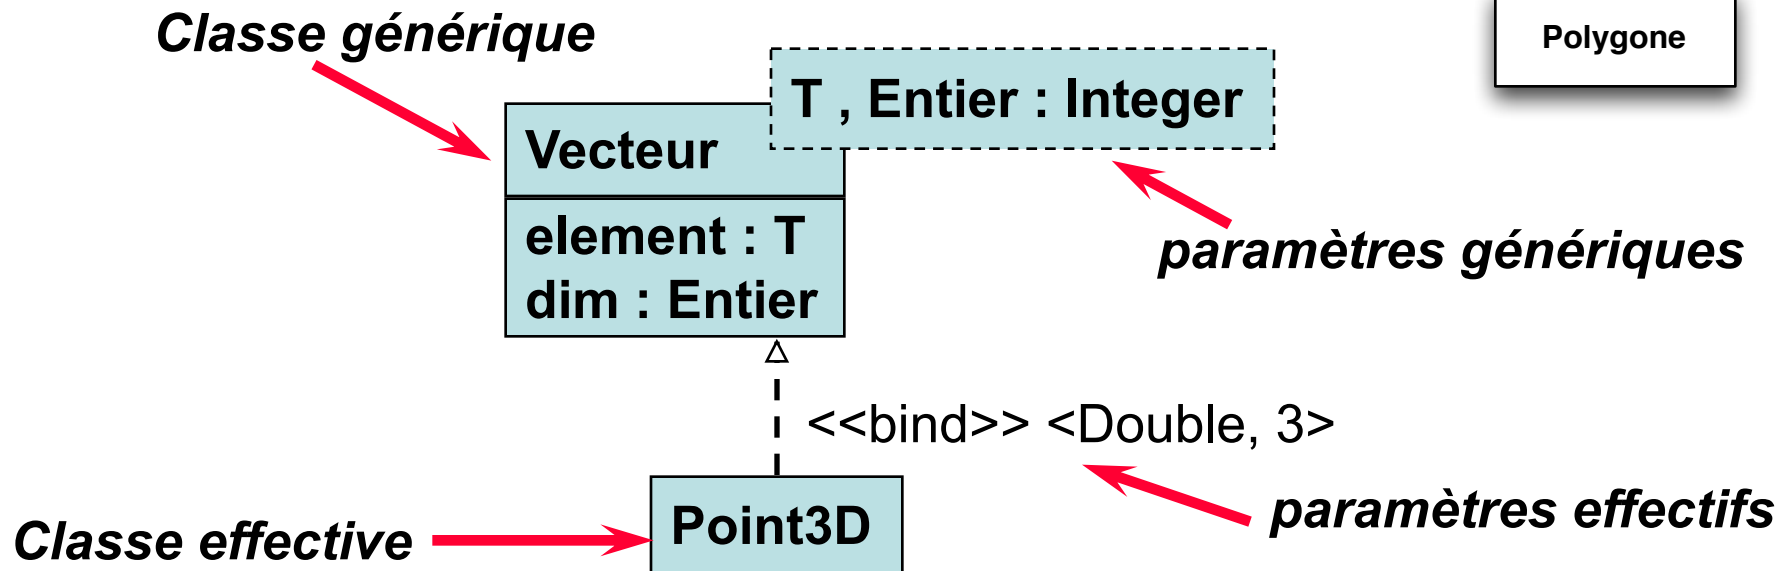 Classe générique
Polygone
T , Entier : Integer
Vecteur
element : T
dim : Entier
paramètres génériques
<<bind>> <Double, 3>
paramètres effectifs
Classe effective
Point3D